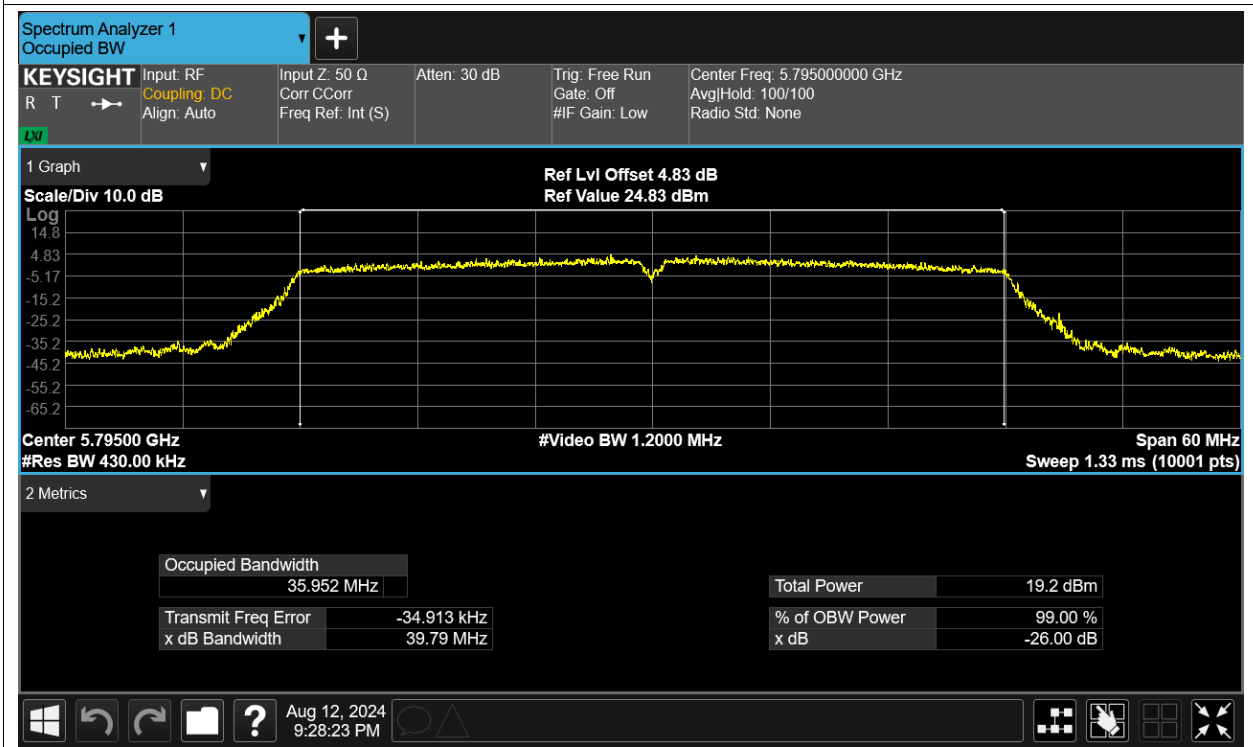 Spectrum Analyzer 1
Occupied BW
KEYSIGHT
R T
LXI
Input: RF
Coupling: DC
Align: Auto
Input Z: 50 Ω
Corr CCorr
Freq Ref: Int (S)
Atten: 30 dB
Trig: Free Run
Gate: Off
#IF Gain: Low
Center Freq: 5.795000000 GHz
Avg|Hold: 100/100
Radio Std: None
1 Graph
Scale/Div 10.0 dB
Ref Lvl Offset 4.83 dB
Ref Value 24.83 dBm
Log
14.8
4.83
-5.17
-15.2
-25.2
-35.2
-45.2
-55.2
-65.2
Center 5.79500 GHz
#Res BW 430.00 kHz
#Video BW 1.2000 MHz
Span 60 MHz
Sweep 1.33 ms (10001 pts)
2 Metrics
Occupied Bandwidth
35.952 MHz
Transmit Freq Error -34.913 kHz
x dB Bandwidth 39.79 MHz
Total Power 19.2 dBm
% of OBW Power 99.00 %
x dB -26.00 dB
?
Aug 12, 2024
9:28:23 PM